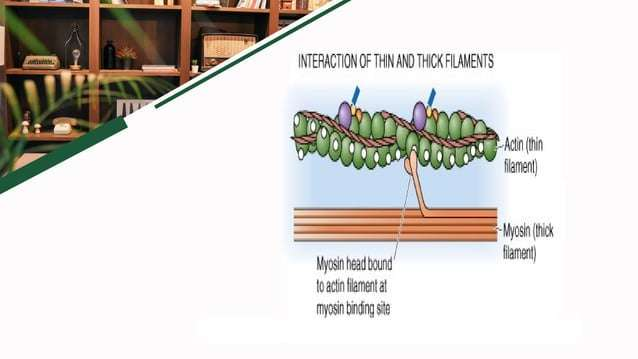 INTERACTION OF THIN AND THICK FILAMENTS
Actin (thin
filament)
Myosin (thick
filament)
Myosin head bound
to actin filament at
myosin binding site